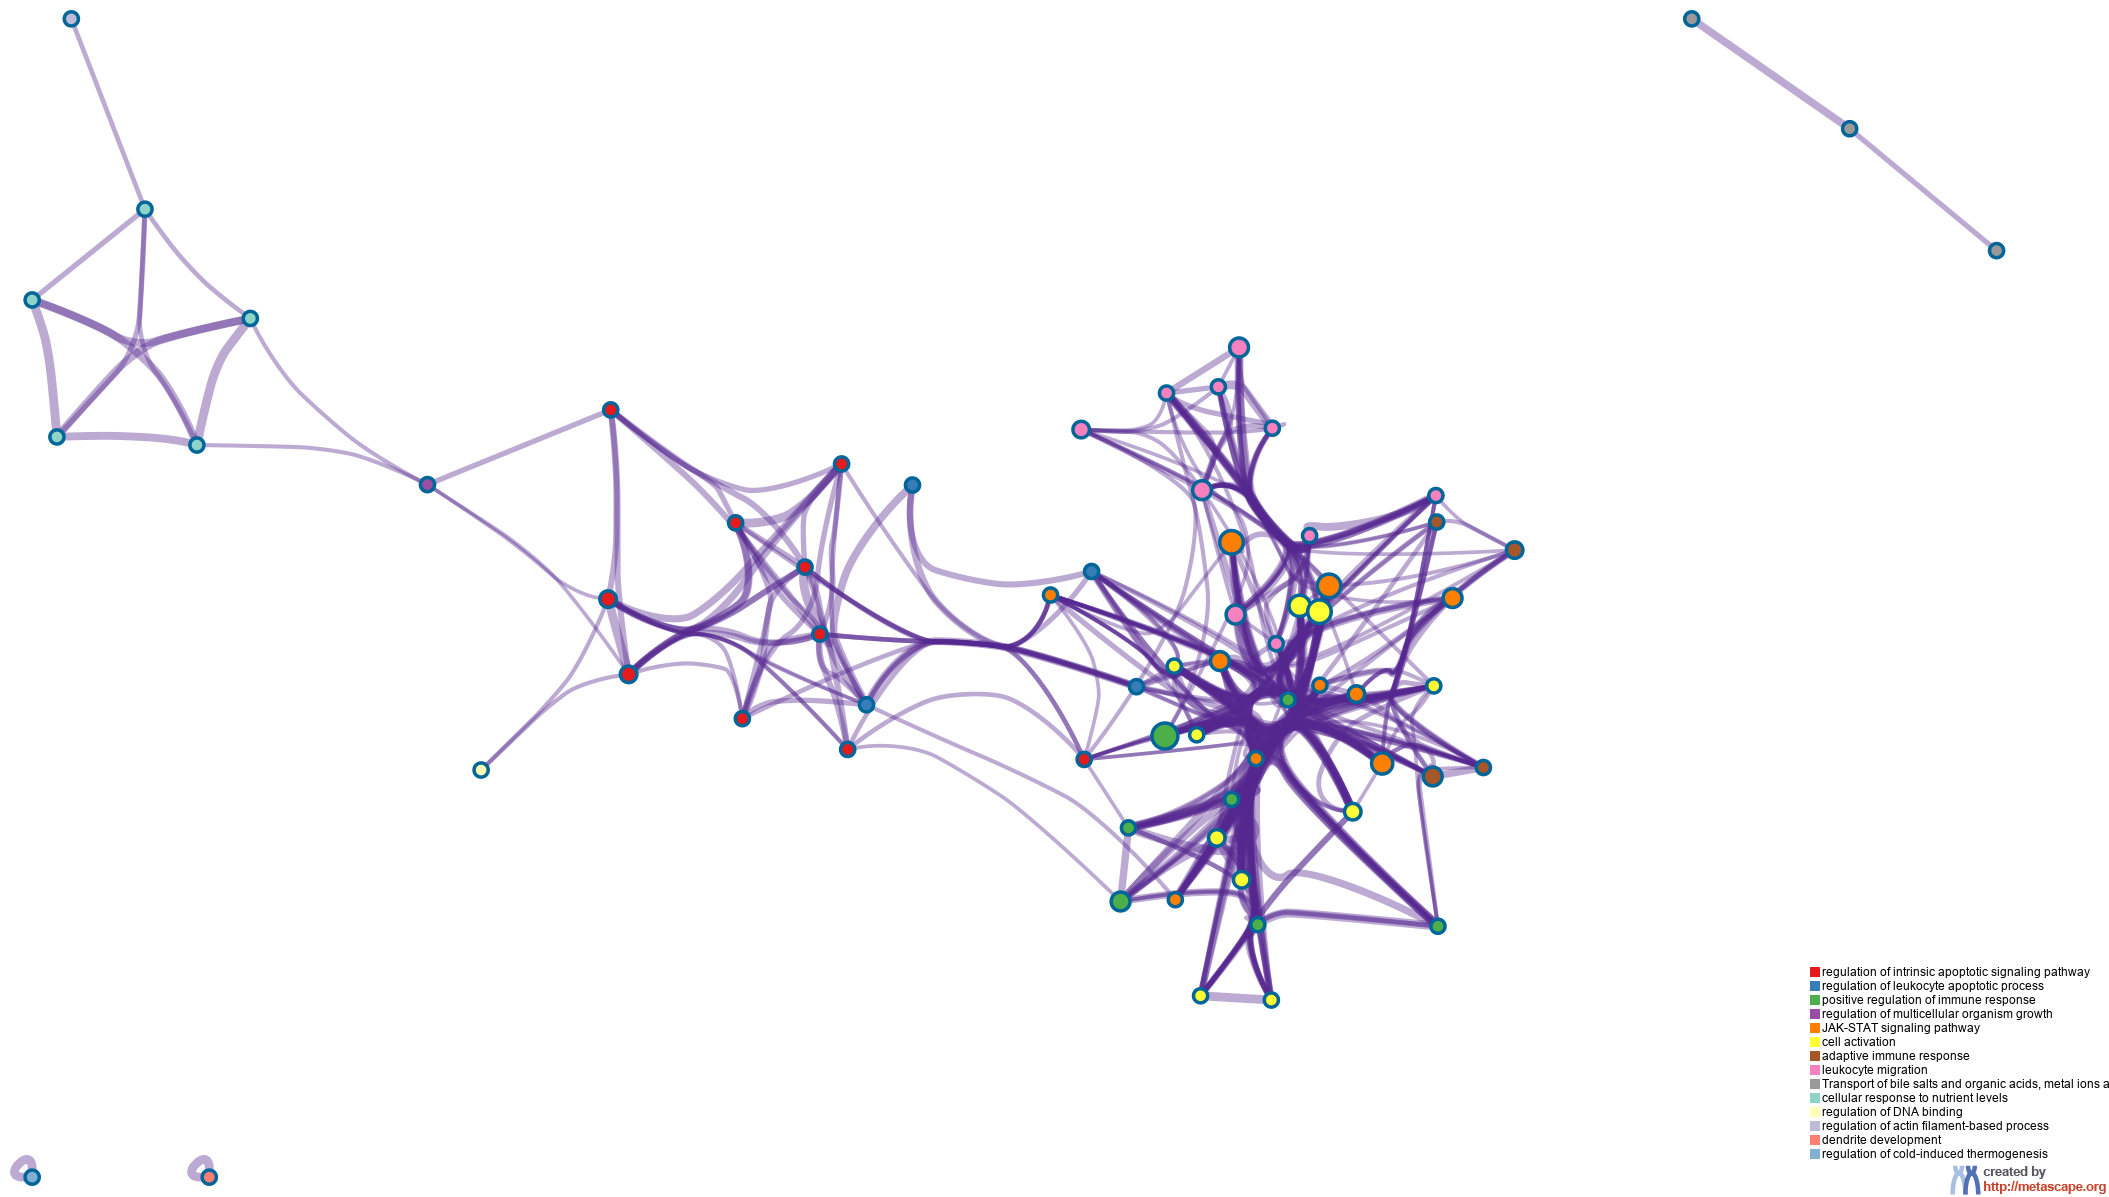 regulation of intrinsic apoptotic signaling pathway
regulation of leukocyte apoptotic process
positive regulation of immune response
regulation of multicellular organism growth
JAK-STAT signaling pathway
cell activation
adaptive immune response
leukocyte migration
Transport of bile salts and organic acids, metal ions a
cellular response to nutrient levels
regulation of DNA binding
regulation of actin filament-based process
dendrite development
regulation of cold-induced thermogenesis
created by
http://metascape.org